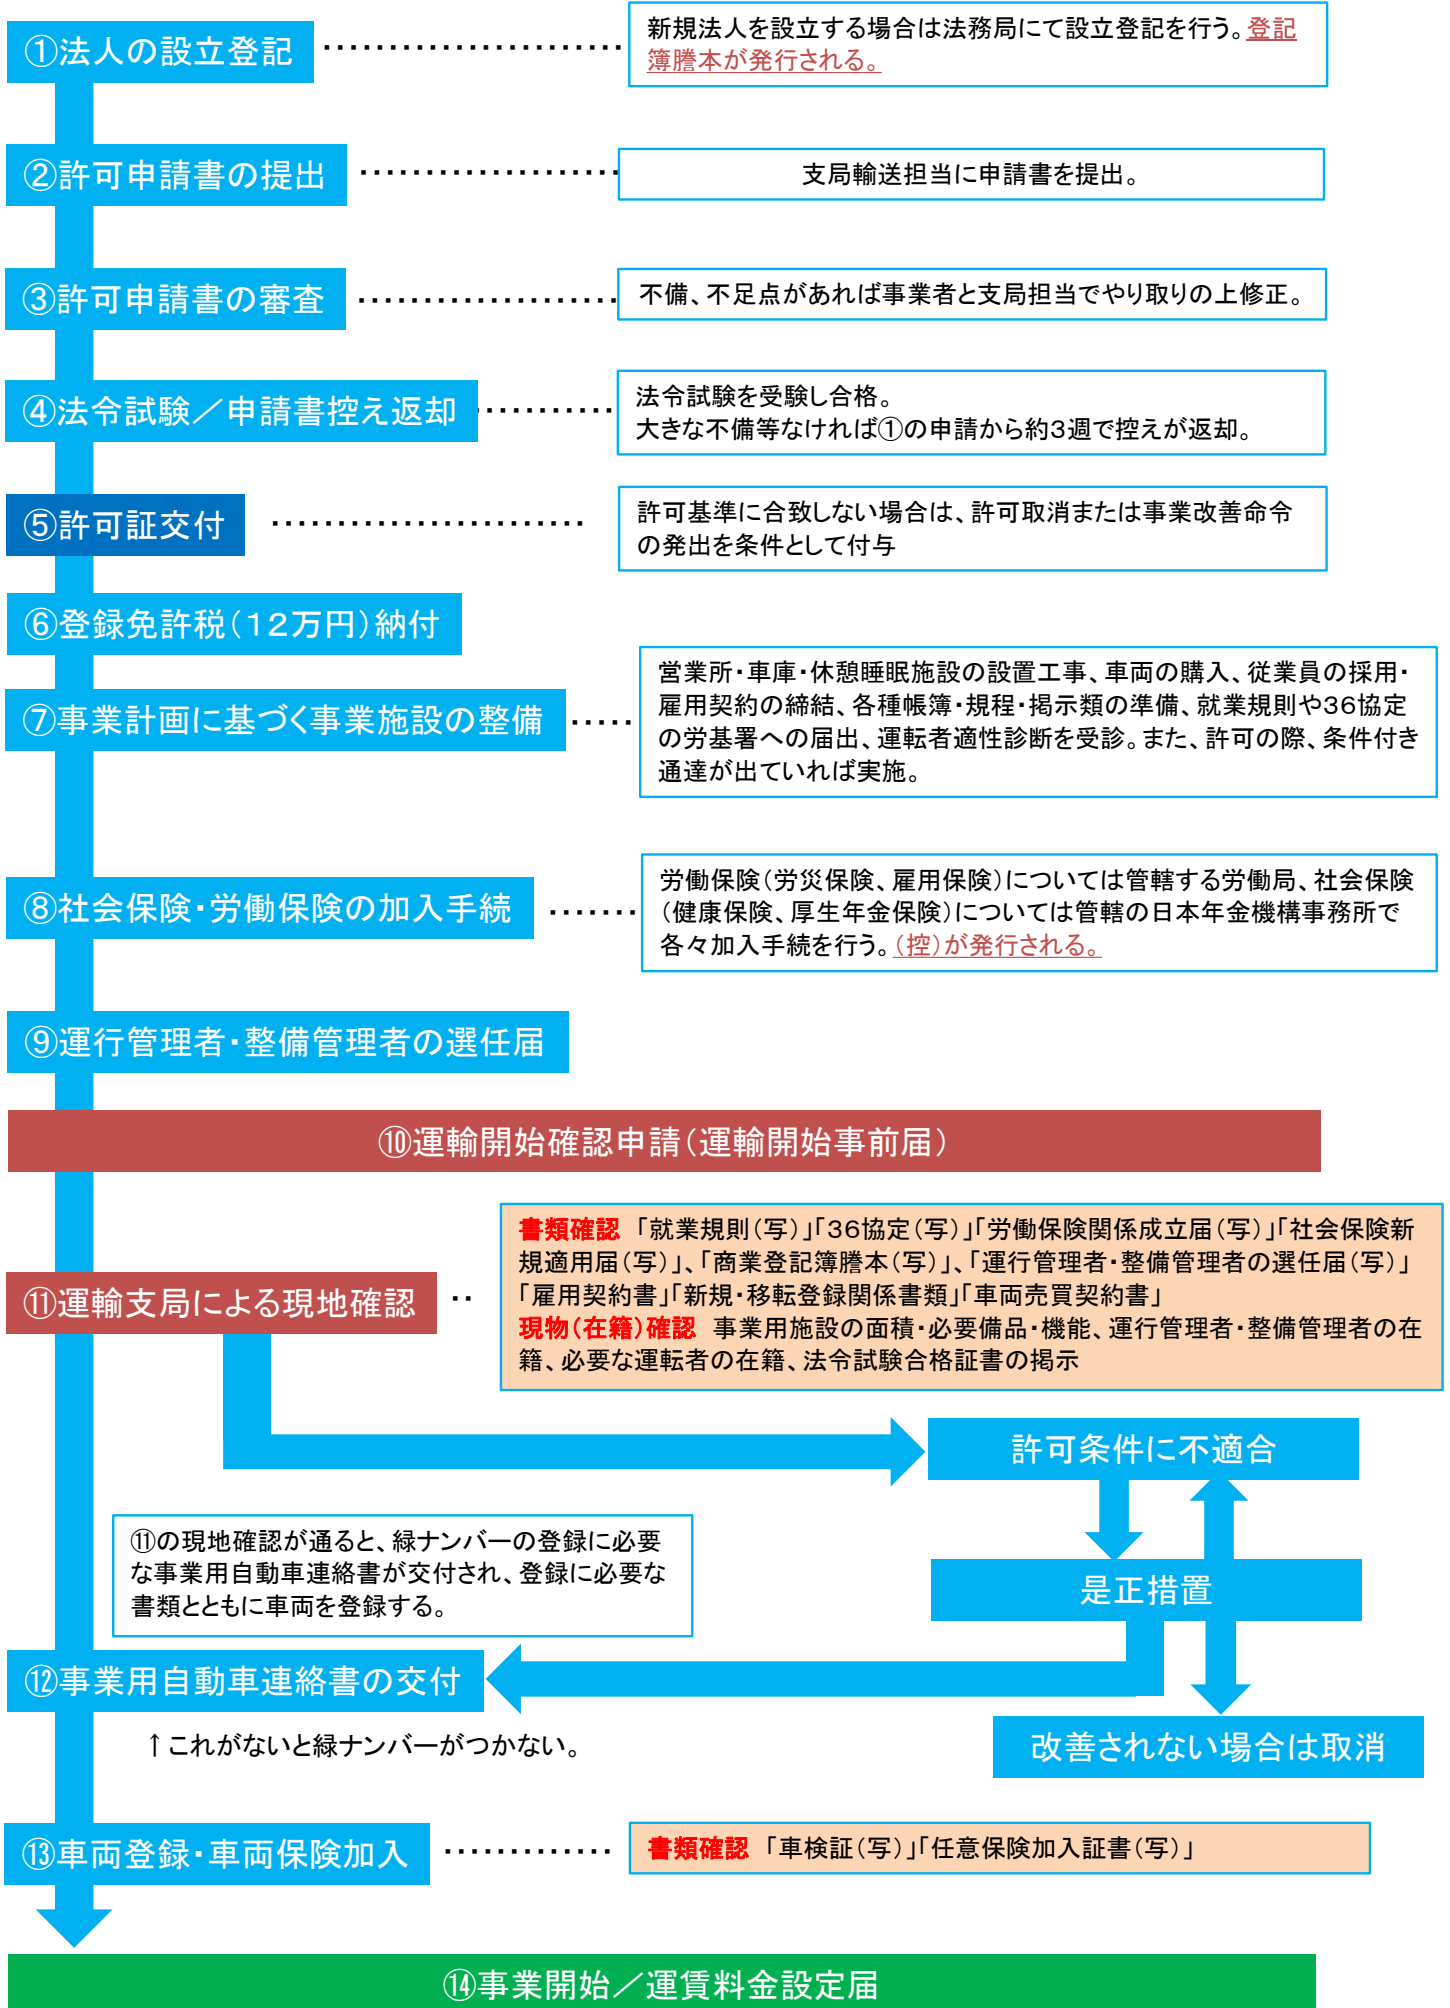 ①法人の設立登記
新規法人を設立する場合は法務局にて設立登記を行う。登記
簿謄本が発行される。
②許可申請書の提出
支局輸送担当に申請書を提出。
③許可申請書の審査
不備、不足点があれば事業者と支局担当でやり取りの上修正。
④法令試験／申請書控え返却
法令試験を受験し合格。
大きな不備等なければ①の申請から約3週で控えが返却。
⑤許可証交付
許可基準に合致しない場合は、許可取消または事業改善命令
の発出を条件として付与
⑥登録免許税（１２万円）納付
⑦事業計画に基づく事業施設の整備
営業所・車庫・休憩睡眠施設の設置工事、車両の購入、従業員の採用・
雇用契約の締結、各種帳簿・規程・掲示類の準備、就業規則や36協定
の労基署への届出、運転者適性診断を受診。また、許可の際、条件付き
通達が出ていれば実施。
⑧社会保険・労働保険の加入手続
労働保険（労災保険、雇用保険）については管轄する労働局、社会保険
（健康保険、厚生年金保険）については管轄の日本年金機構事務所で
各々加入手続を行う。（控）が発行される。
⑨運行管理者・整備管理者の選任届
⑩運輸開始確認申請（運輸開始事前届）
⑪運輸支局による現地確認
書類確認 「就業規則（写）」「36協定（写）」「労働保険関係成立届（写）」「社会保険新
規適用届（写）」、「商業登記簿謄本（写）」、「運行管理者・整備管理者の選任届（写）」
「雇用契約書」「新規・移転登録関係書類」「車両売買契約書」
現物（在籍）確認 事業用施設の面積・必要備品・機能、運行管理者・整備管理者の在
籍、必要な運転者の在籍、法令試験合格証書の掲示
許可条件に不適合
⑪の現地確認が通ると、緑ナンバーの登録に必要
な事業用自動車連絡書が交付され、登録に必要な
書類とともに車両を登録する。
是正措置
⑫事業用自動車連絡書の交付
↑これがないと緑ナンバーがつかない。
改善されない場合は取消
⑬車両登録・車両保険加入
書類確認 「車検証（写）」「任意保険加入証書（写）」
⑭事業開始／運賃料金設定届